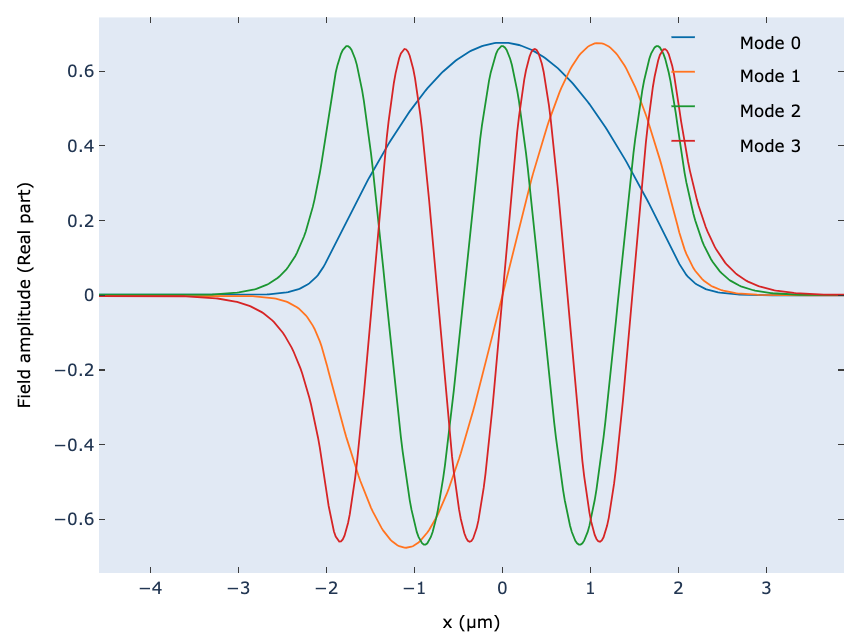 Mode 0
Mode 1
Mode 2
Mode 3
0.6
0.4
0.2
0
−0.2
−0.4
−0.6
Field amplitude (Real part)
−4 −3 −2 −1 0 1 2 3
x (μm)